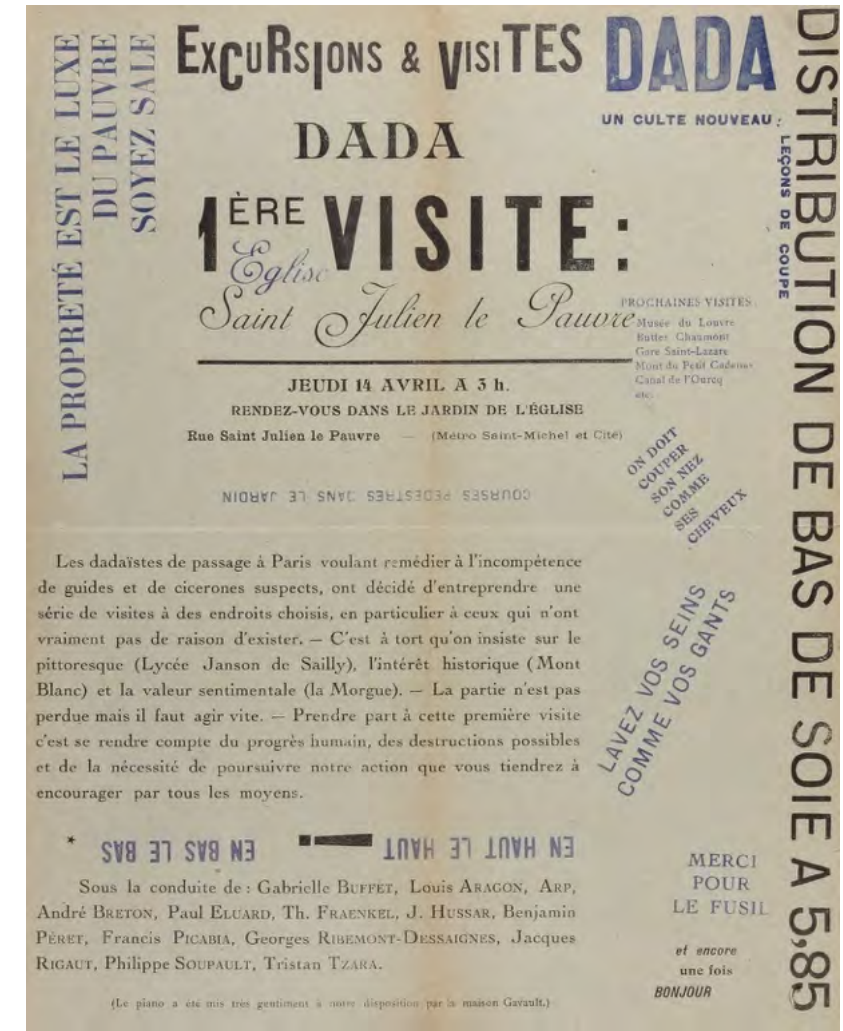 LA PROPRETÉ EST LE LUXE
DU PAUVRE
SOYEZ SALE
EXCURSIONS & VISITES
DADA
1ÈRE VISITE :
Eglise
Saint Julien le Pauvre
JEUDI 14 AVRIL A 3 h.
RENDEZ-VOUS DANS LE JARDIN DE L'ÉGLISE
Rue Saint Julien le Pauvre — (Métro Saint-Michel et Cité)
COURSES PEDESTRES DANS LE JARDIN
DADA
UN CULTE NOUVEAU :
LEÇONS DE COUPE
DISTRIBUTION DE BAS DE SOIE A 5,85
PROCHAINES VISITES :
Musée du Louvre
Buttes Chaumont
Gare Saint-Lazare
Mont du Petit Cadenas
Canal de l'Ourcq
etc.
ON DOIT
COUPER
SON NEZ
COMME
SES
CHEVEUX
LAVEZ VOS SEINS
COMME VOS GANTS
Les dadaïstes de passage à Paris voulant remédier à l'incompétence
de guides et de cicerones suspects, ont décidé d'entreprendre une
série de visites à des endroits choisis, en particulier à ceux qui n'ont
vraiment pas de raison d'exister. — C'est à tort qu'on insiste sur le
pittoresque (Lycée Janson de Sailly), l'intérêt historique (Mont
Blanc) et la valeur sentimentale (la Morgue). — La partie n'est pas
perdue mais il faut agir vite. — Prendre part à cette première visite
c'est se rendre compte du progrès humain, des destructions possibles
et de la nécessité de poursuivre notre action que vous tiendrez à
encourager par tous les moyens.
* EN BAS LE BAS ! EN HAUT LE HAUT
Sous la conduite de : Gabrielle BUFFET, Louis ARAGON, ARP,
André BRETON, Paul ELUARD, Th. FRAENKEL, J. HUSSAR, Benjamin
PÉRET, Francis PICABIA, Georges RIBEMONT-DESSAIGNES, Jacques
RIGAUT, Philippe SOUPAULT, Tristan TZARA.
(Le piano a été mis très gentiment à notre disposition par la maison Gavault.)
MERCI
POUR
LE FUSIL
et encore
une fois
BONJOUR